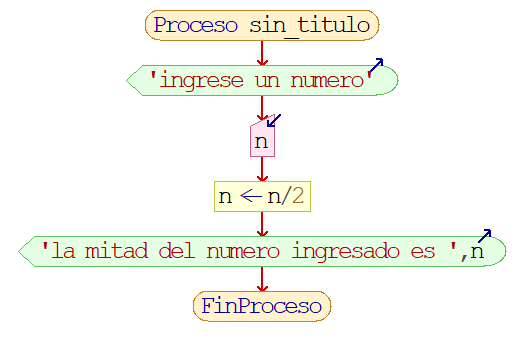 Proceso sin_titulo
'ingrese un numero'
n
n ← n/2
'la mitad del numero ingresado es ',n
FinProceso